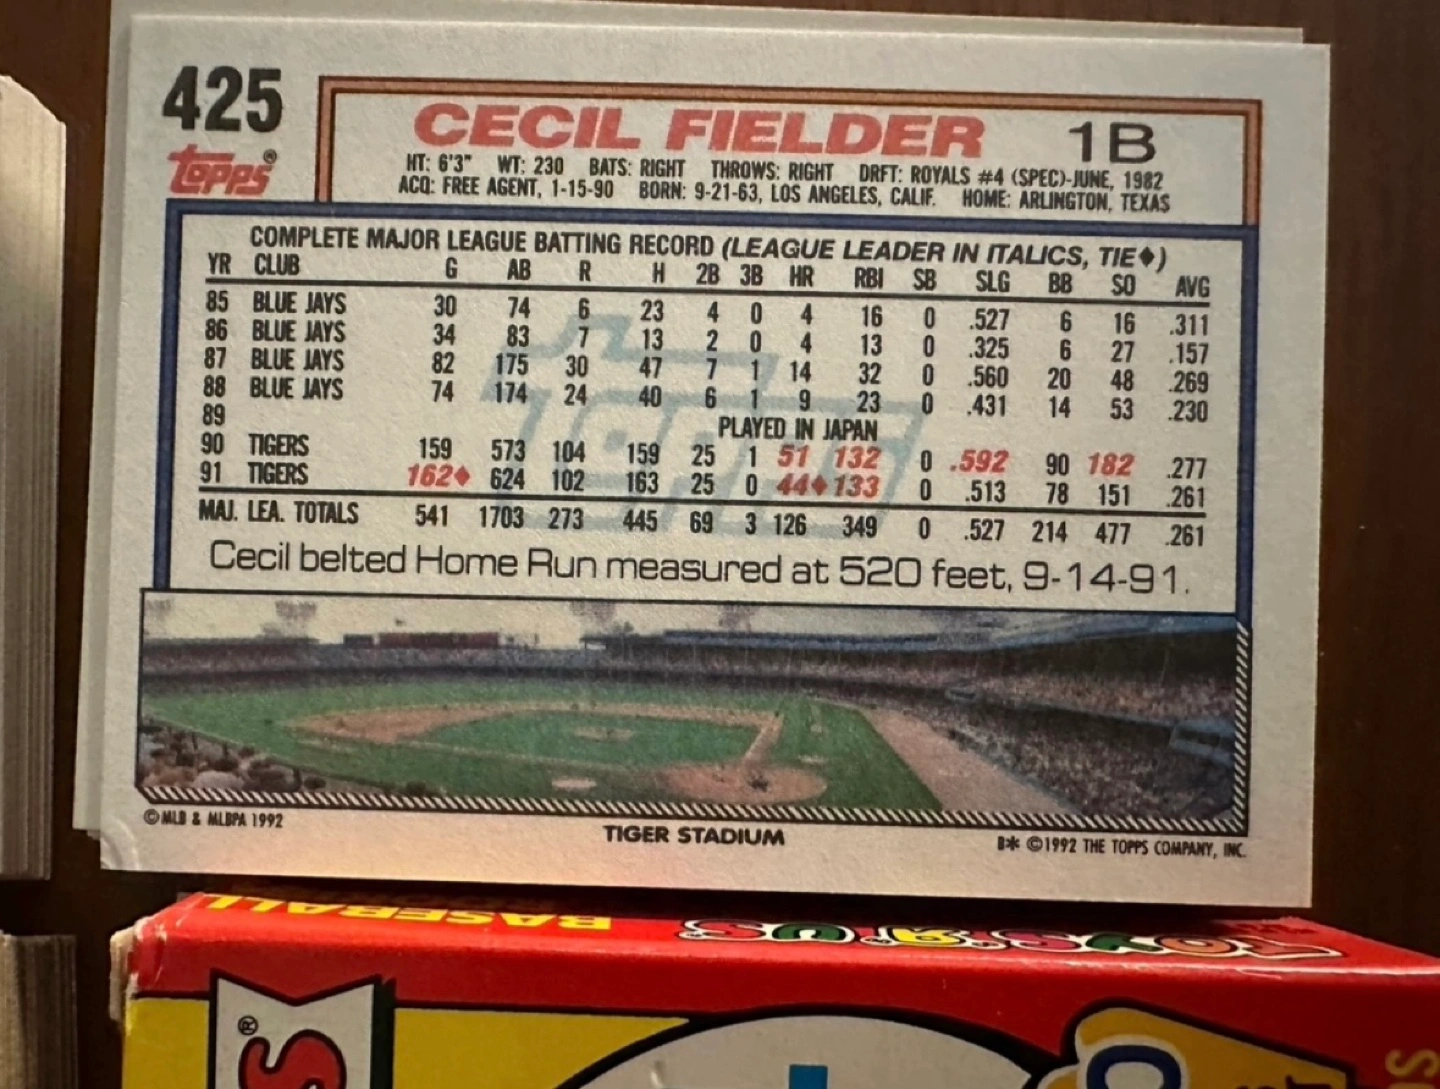 425
topps®
CECIL FIELDER 1B
HT: 6'3" WT: 230 BATS: RIGHT THROWS: RIGHT DRFT: ROYALS #4 (SPEC)-JUNE, 1982
ACQ: FREE AGENT, 1-15-90 BORN: 9-21-63, LOS ANGELES, CALIF. HOME: ARLINGTON, TEXAS
COMPLETE MAJOR LEAGUE BATTING RECORD (LEAGUE LEADER IN ITALICS, TIE♦)
YR CLUB G AB R H 2B 3B HR RBI SB SLG BB SO AVG
85 BLUE JAYS 30 74 6 23 4 0 4 16 0 .527 6 16 .311
86 BLUE JAYS 34 83 7 13 2 0 4 13 0 .325 6 27 .157
87 BLUE JAYS 82 175 30 47 7 1 14 32 0 .560 20 48 .269
88 BLUE JAYS 74 174 24 40 6 1 9 23 0 .431 14 53 .230
89 PLAYED IN JAPAN
90 TIGERS 159 573 104 159 25 1 51 132 0 .592 90 182 .277
91 TIGERS 162♦ 624 102 163 25 0 44♦ 133 0 .513 78 151 .261
MAJ. LEA. TOTALS 541 1703 273 445 69 3 126 349 0 .527 214 477 .261
Cecil belted Home Run measured at 520 feet, 9-14-91.
© MLB & MLBPA 1992
TIGER STADIUM
B* ©1992 THE TOPPS COMPANY, INC.
BASEBALL
TOYS "R" US